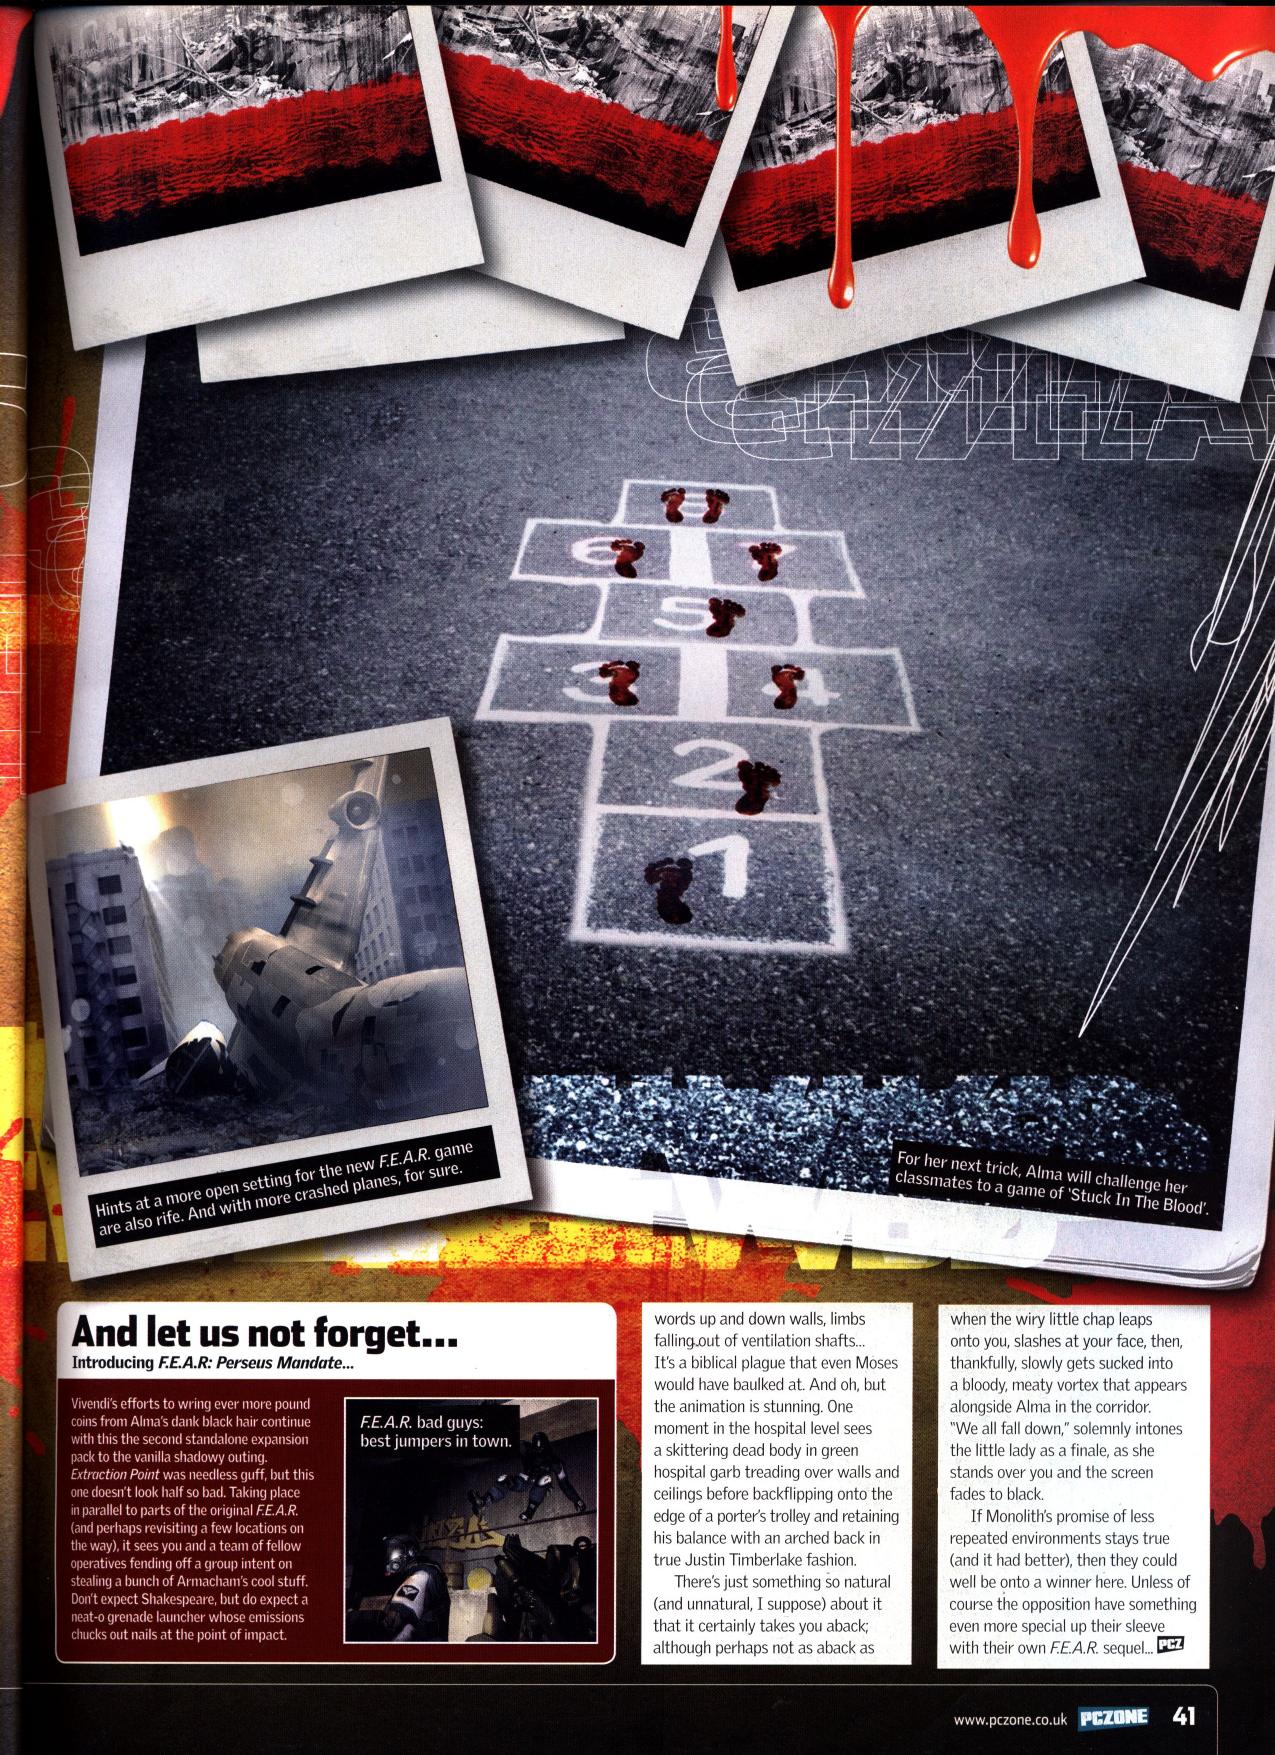 8
6 7
5
3 4
2
1
Hints at a more open setting for the new F.E.A.R. game
are also rife. And with more crashed planes, for sure.
For her next trick, Alma will challenge her
classmates to a game of 'Stuck In The Blood'.
And let us not forget...
Introducing F.E.A.R: Perseus Mandate...
Vivendi's efforts to wring ever more pound
coins from Alma's dank black hair continue
with this the second standalone expansion
pack to the vanilla shadowy outing.
Extraction Point was needless guff, but this
one doesn't look half so bad. Taking place
in parallel to parts of the original F.E.A.R.
(and perhaps revisiting a few locations on
the way), it sees you and a team of fellow
operatives fending off a group intent on
stealing a bunch of Armacham's cool stuff.
Don't expect Shakespeare, but do expect a
neat-o grenade launcher whose emissions
chucks out nails at the point of impact.
F.E.A.R. bad guys:
best jumpers in town.
words up and down walls, limbs
falling out of ventilation shafts...
It's a biblical plague that even Moses
would have baulked at. And oh, but
the animation is stunning. One
moment in the hospital level sees
a skittering dead body in green
hospital garb treading over walls and
ceilings before backflipping onto the
edge of a porter's trolley and retaining
his balance with an arched back in
true Justin Timberlake fashion.
There's just something so natural
(and unnatural, I suppose) about it
that it certainly takes you aback;
although perhaps not as aback as
when the wiry little chap leaps
onto you, slashes at your face, then,
thankfully, slowly gets sucked into
a bloody, meaty vortex that appears
alongside Alma in the corridor.
"We all fall down," solemnly intones
the little lady as a finale, as she
stands over you and the screen
fades to black.
If Monolith's promise of less
repeated environments stays true
(and it had better), then they could
well be onto a winner here. Unless of
course the opposition have something
even more special up their sleeve
with their own F.E.A.R. sequel... PCZ
www.pczone.co.uk PCZONE 41